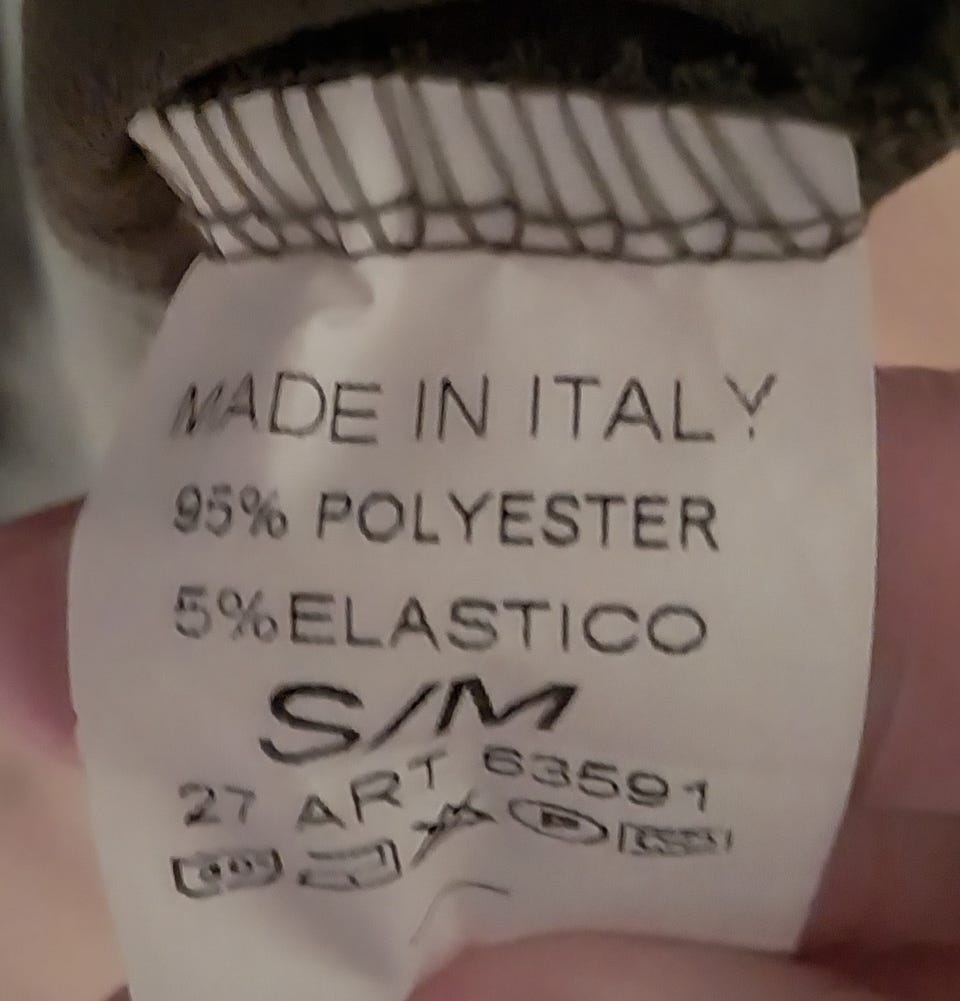 MADE IN ITALY
95% POLYESTER
5% ELASTICO
S/M
27 ART 63591